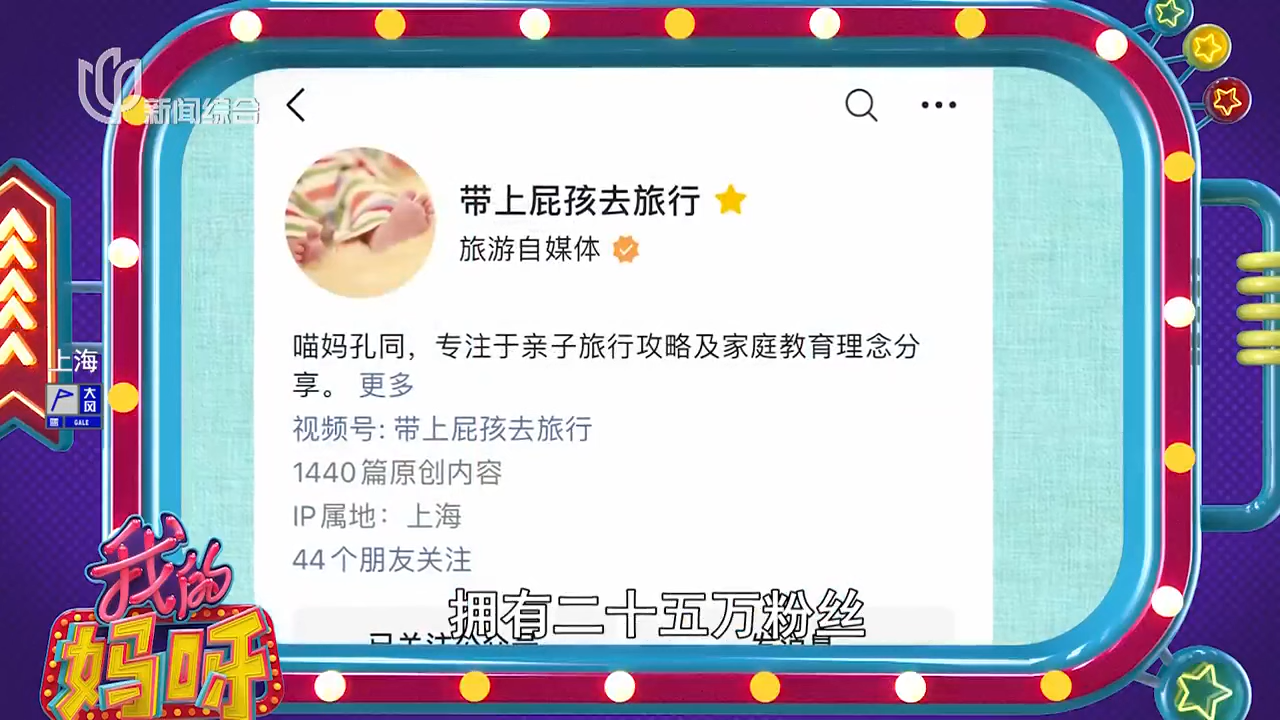 新闻综合
带上屁孩去旅行
旅游自媒体
喵妈孔同，专注于亲子旅行攻略及家庭教育理念分
享。 更多
视频号: 带上屁孩去旅行
1440篇原创内容
IP属地： 上海
44个朋友关注
上海
大风
GALE
拥有二十五万粉丝
我的
妈呀